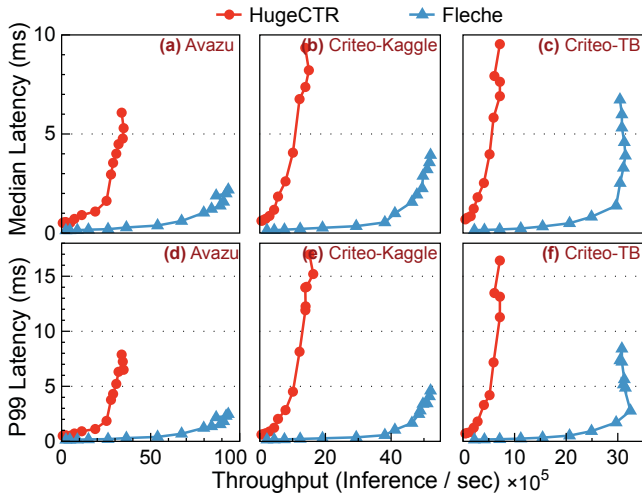 HugeCTR Fleche
Median Latency (ms)
10
5
0
(a) Avazu
(b) Criteo-Kaggle
(c) Criteo-TB
P99 Latency (ms)
15
10
5
0
(d) Avazu
(e) Criteo-Kaggle
(f) Criteo-TB
0 50 100 0 20 40 0 10 20 30
Throughput (Inference / sec) ×10⁵